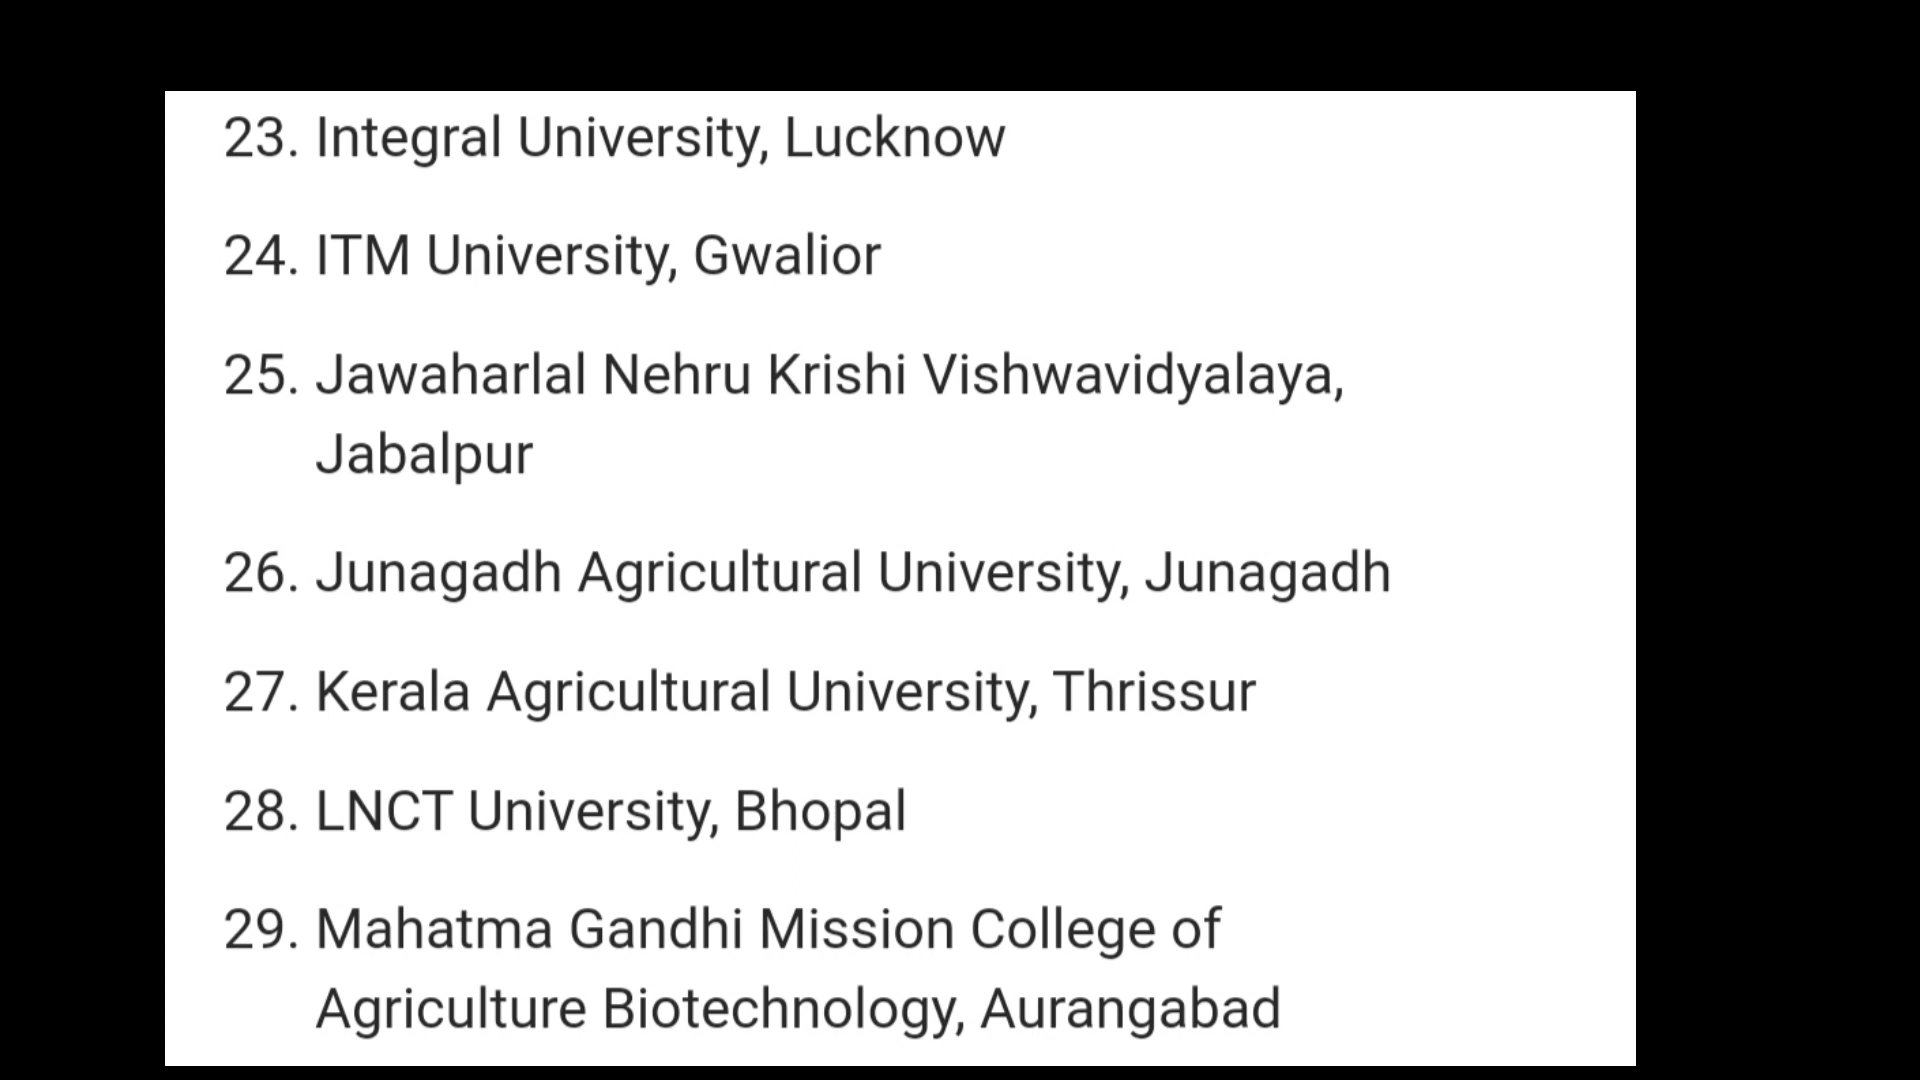 23. Integral University, Lucknow
24. ITM University, Gwalior
25. Jawaharlal Nehru Krishi Vishwavidyalaya,
Jabalpur
26. Junagadh Agricultural University, Junagadh
27. Kerala Agricultural University, Thrissur
28. LNCT University, Bhopal
29. Mahatma Gandhi Mission College of
Agriculture Biotechnology, Aurangabad